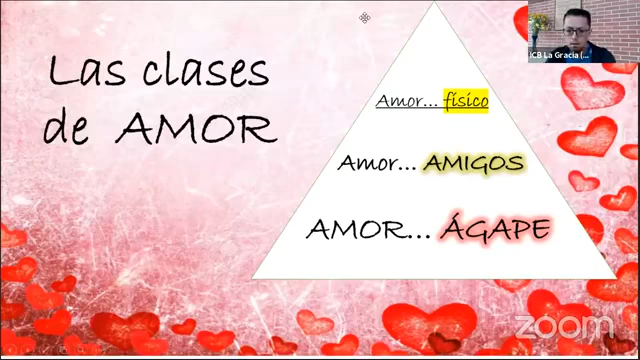 Las clases
de AMOR
Amor... físico
Amor... AMIGOS
AMOR... ÁGAPE
ICB La Gracia (...
zoom